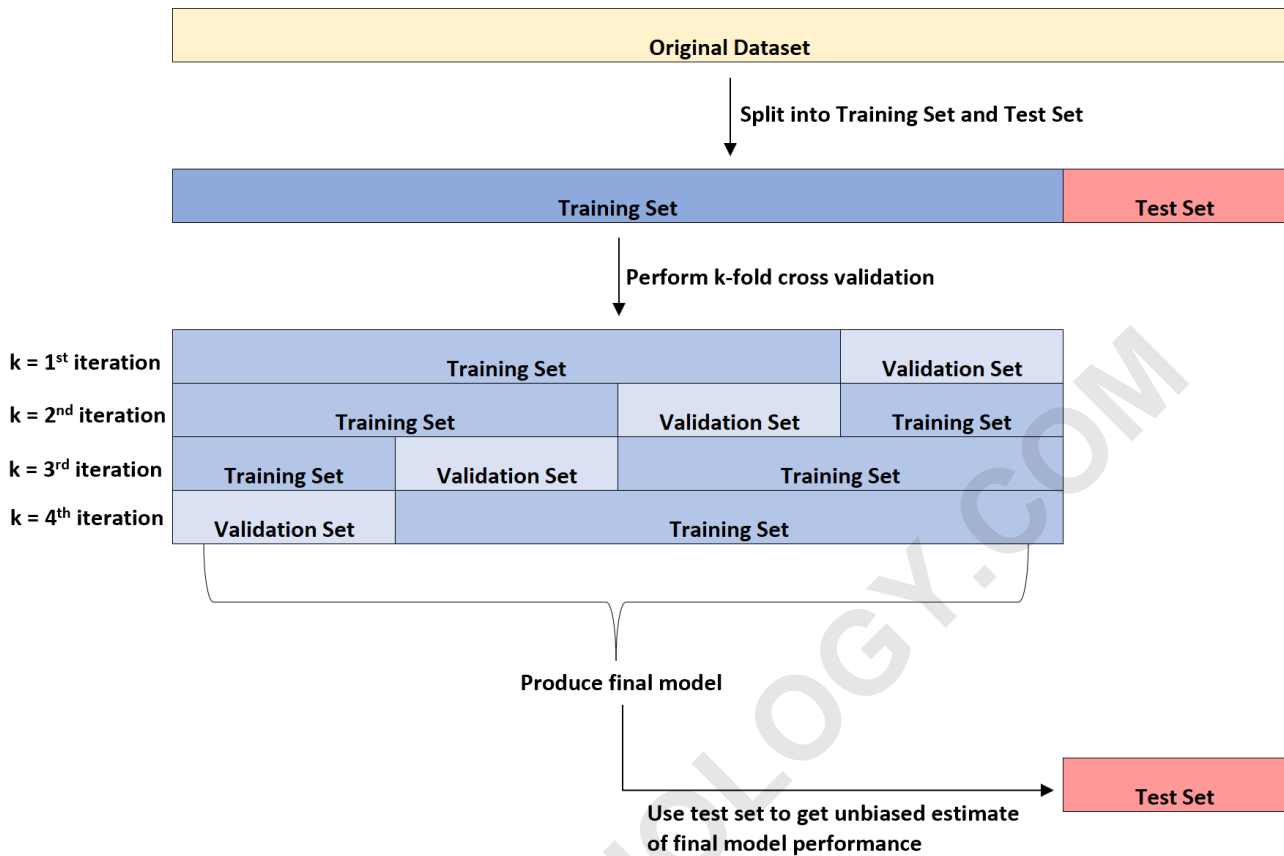 Original Dataset
Split into Training Set and Test Set
Training Set Test Set
Perform k-fold cross validation
k = 1st iteration Training Set Validation Set
k = 2nd iteration Training Set Validation Set Training Set
k = 3rd iteration Training Set Validation Set Training Set
k = 4th iteration Validation Set Training Set
Produce final model
Test Set
Use test set to get unbiased estimate
of final model performance
OLOGY.COM